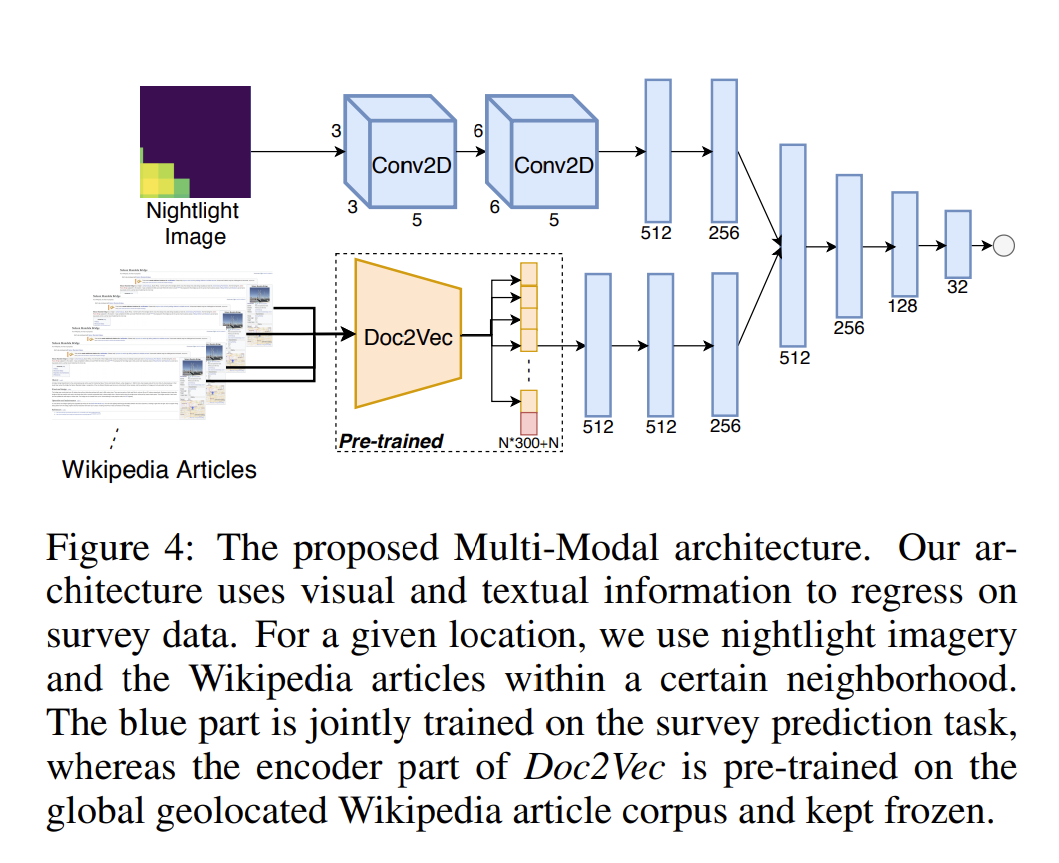 Nightlight
Image
3
3
5
Conv2D
6
6
5
Conv2D
512
256
Doc2Vec
Pre-trained
N*300+N
512
512
256
512
256
128
32
Wikipedia Articles
Figure 4: The proposed Multi-Modal architecture. Our ar-
chitecture uses visual and textual information to regress on
survey data. For a given location, we use nightlight imagery
and the Wikipedia articles within a certain neighborhood.
The blue part is jointly trained on the survey prediction task,
whereas the encoder part of Doc2Vec is pre-trained on the
global geolocated Wikipedia article corpus and kept frozen.